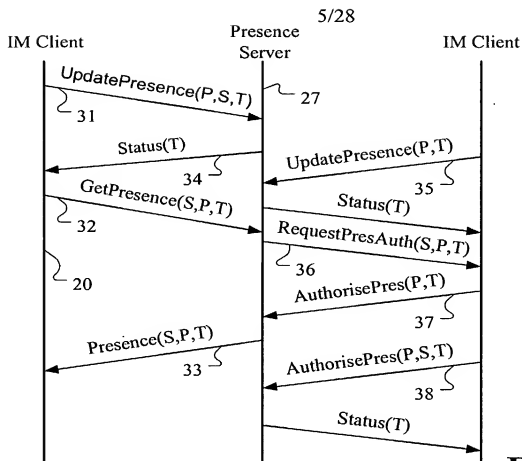 5/28
IM Client
Presence
Server
IM Client
UpdatePresence(P,S,T)
27
31
Status(T)
34
UpdatePresence(P,T)
35
GetPresence(S,P,T)
32
Status(T)
RequestPresAuth(S,P,T)
36
20
AuthorisePres(P,T)
37
Presence(S,P,T)
33
AuthorisePres(P,S,T)
38
Status(T)